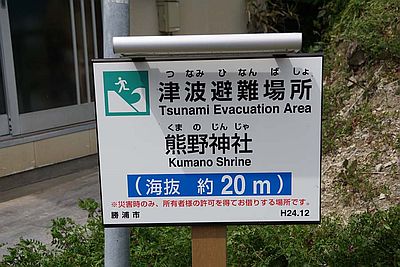 つなみひなんばしょ
津波避難場所
Tsunami Evacuation Area
くまのじんじゃ
熊野神社
Kumano Shrine
(海抜 約20m)
※災害時のみ、所有者様の許可を得てお借りする場所です。
勝浦市 H24.12